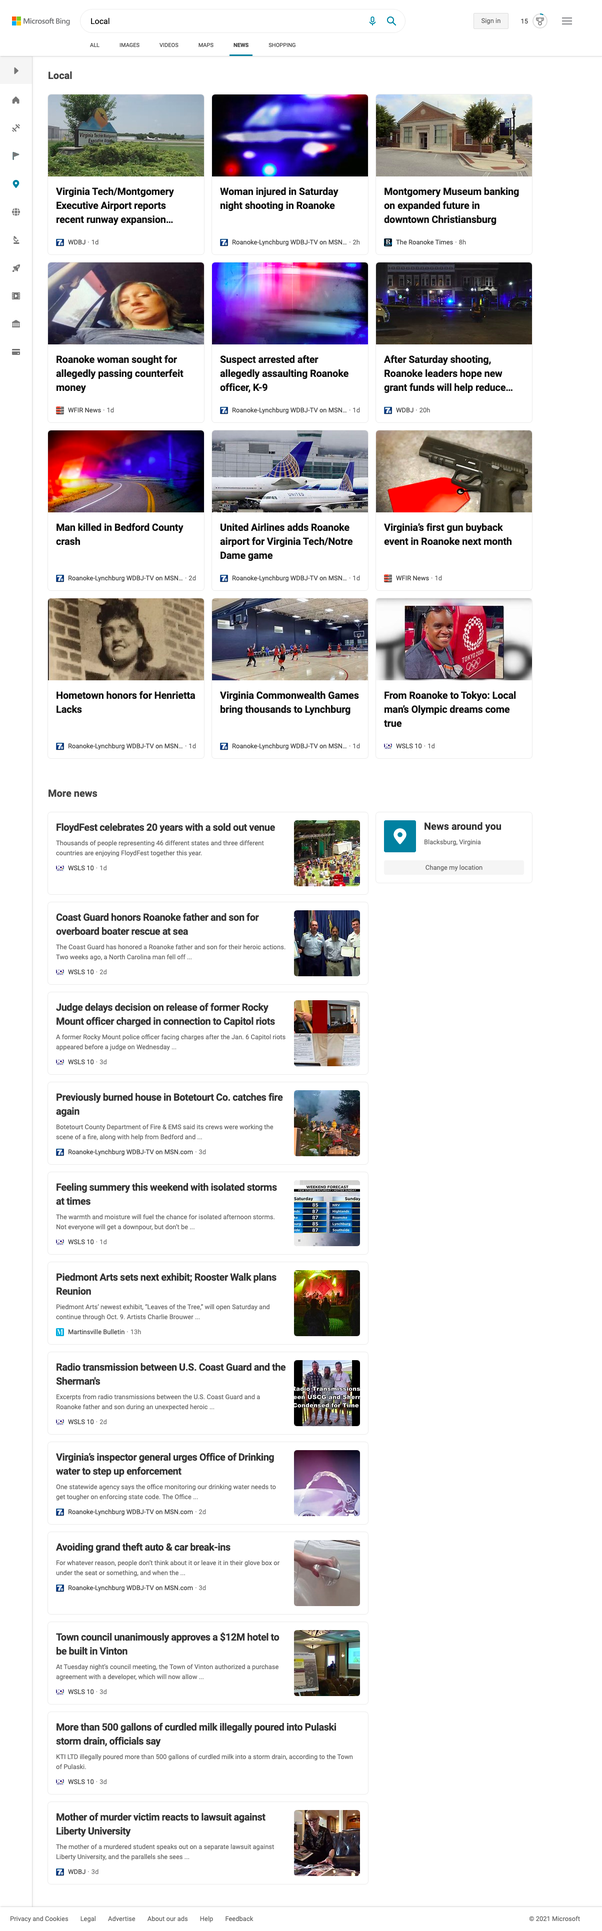 Microsoft Bing
Local
Sign in
15
ALL IMAGES VIDEOS MAPS NEWS SHOPPING
Local
Virginia Tech/Montgomery
Executive Airport reports
recent runway expansion...
WDBJ · 1d
Woman injured in Saturday
night shooting in Roanoke
Roanoke-Lynchburg WDBJ-TV on MSN... · 2h
Montgomery Museum banking
on expanded future in
downtown Christiansburg
The Roanoke Times · 8h
Roanoke woman sought for
allegedly passing counterfeit
money
WFIR News · 1d
Suspect arrested after
allegedly assaulting Roanoke
officer, K-9
Roanoke-Lynchburg WDBJ-TV on MSN... · 1d
After Saturday shooting,
Roanoke leaders hope new
grant funds will help reduce...
WDBJ · 20h
Man killed in Bedford County
crash
Roanoke-Lynchburg WDBJ-TV on MSN... · 2d
United Airlines adds Roanoke
airport for Virginia Tech/Notre
Dame game
Roanoke-Lynchburg WDBJ-TV on MSN... · 1d
Virginia's first gun buyback
event in Roanoke next month
WFIR News · 1d
Hometown honors for Henrietta
Lacks
Roanoke-Lynchburg WDBJ-TV on MSN... · 1d
Virginia Commonwealth Games
bring thousands to Lynchburg
Roanoke-Lynchburg WDBJ-TV on MSN... · 1d
TOKYO 2020
From Roanoke to Tokyo: Local
man's Olympic dreams come
true
WSLS 10 · 1d
More news
FloydFest celebrates 20 years with a sold out venue
Thousands of people representing 46 different states and three different
countries are enjoying FloydFest together this year.
WSLS 10 · 1d
News around you
Blacksburg, Virginia
Change my location
Coast Guard honors Roanoke father and son for
overboard boater rescue at sea
The Coast Guard has honored a Roanoke father and son for their heroic actions.
Two weeks ago, a North Carolina man fell off ...
WSLS 10 · 2d
Judge delays decision on release of former Rocky
Mount officer charged in connection to Capitol riots
A former Rocky Mount police officer facing charges after the Jan. 6 Capitol riots
appeared before a judge on Wednesday ...
WSLS 10 · 3d
Previously burned house in Botetourt Co. catches fire
again
Botetourt County Department of Fire & EMS said its crews were working the
scene of a fire, along with help from Bedford and ...
Roanoke-Lynchburg WDBJ-TV on MSN.com · 3d
Feeling summery this weekend with isolated storms
at times
The warmth and moisture will fuel the chance for isolated afternoon storms.
Not everyone will get a downpour, but don't be ...
WSLS 10 · 1d
WEEKEND FORECAST
Saturday Sunday
85 NRV
87
87 Roanoke
85 Lynchburg
87 Southside
Piedmont Arts sets next exhibit; Rooster Walk plans
Reunion
Piedmont Arts' newest exhibit, "Leaves of the Tree," will open Saturday and
continue through Oct. 9. Artists Charlie Brouwer ...
Martinsville Bulletin · 13h
Radio transmission between U.S. Coast Guard and the
Sherman's
Excerpts from radio transmissions between the U.S. Coast Guard and a
Roanoke father and son during an unexpected heroic ...
WSLS 10 · 2d
Radio Transmissions
een USCG and Sherr
Condensed for Time
Virginia's inspector general urges Office of Drinking
water to step up enforcement
One statewide agency says the office monitoring our drinking water needs to
get tougher on enforcing state code. The Office ...
Roanoke-Lynchburg WDBJ-TV on MSN.com · 2d
Avoiding grand theft auto & car break-ins
For whatever reason, people don't think about it or leave it in their glove box or
under the seat or something, and when the ...
Roanoke-Lynchburg WDBJ-TV on MSN.com · 3d
Town council unanimously approves a $12M hotel to
be built in Vinton
At Tuesday night's council meeting, the Town of Vinton authorized a purchase
agreement with a developer, which will now allow ...
WSLS 10 · 3d
More than 500 gallons of curdled milk illegally poured into Pulaski
storm drain, officials say
KTI LTD illegally poured more than 500 gallons of curdled milk into a storm drain, according to the Town
of Pulaski.
WSLS 10 · 3d
Mother of murder victim reacts to lawsuit against
Liberty University
The mother of a murdered student speaks out on a separate lawsuit against
Liberty University, and the parallels she sees ...
WDBJ · 3d
Privacy and Cookies Legal Advertise About our ads Help Feedback
© 2021 Microsoft